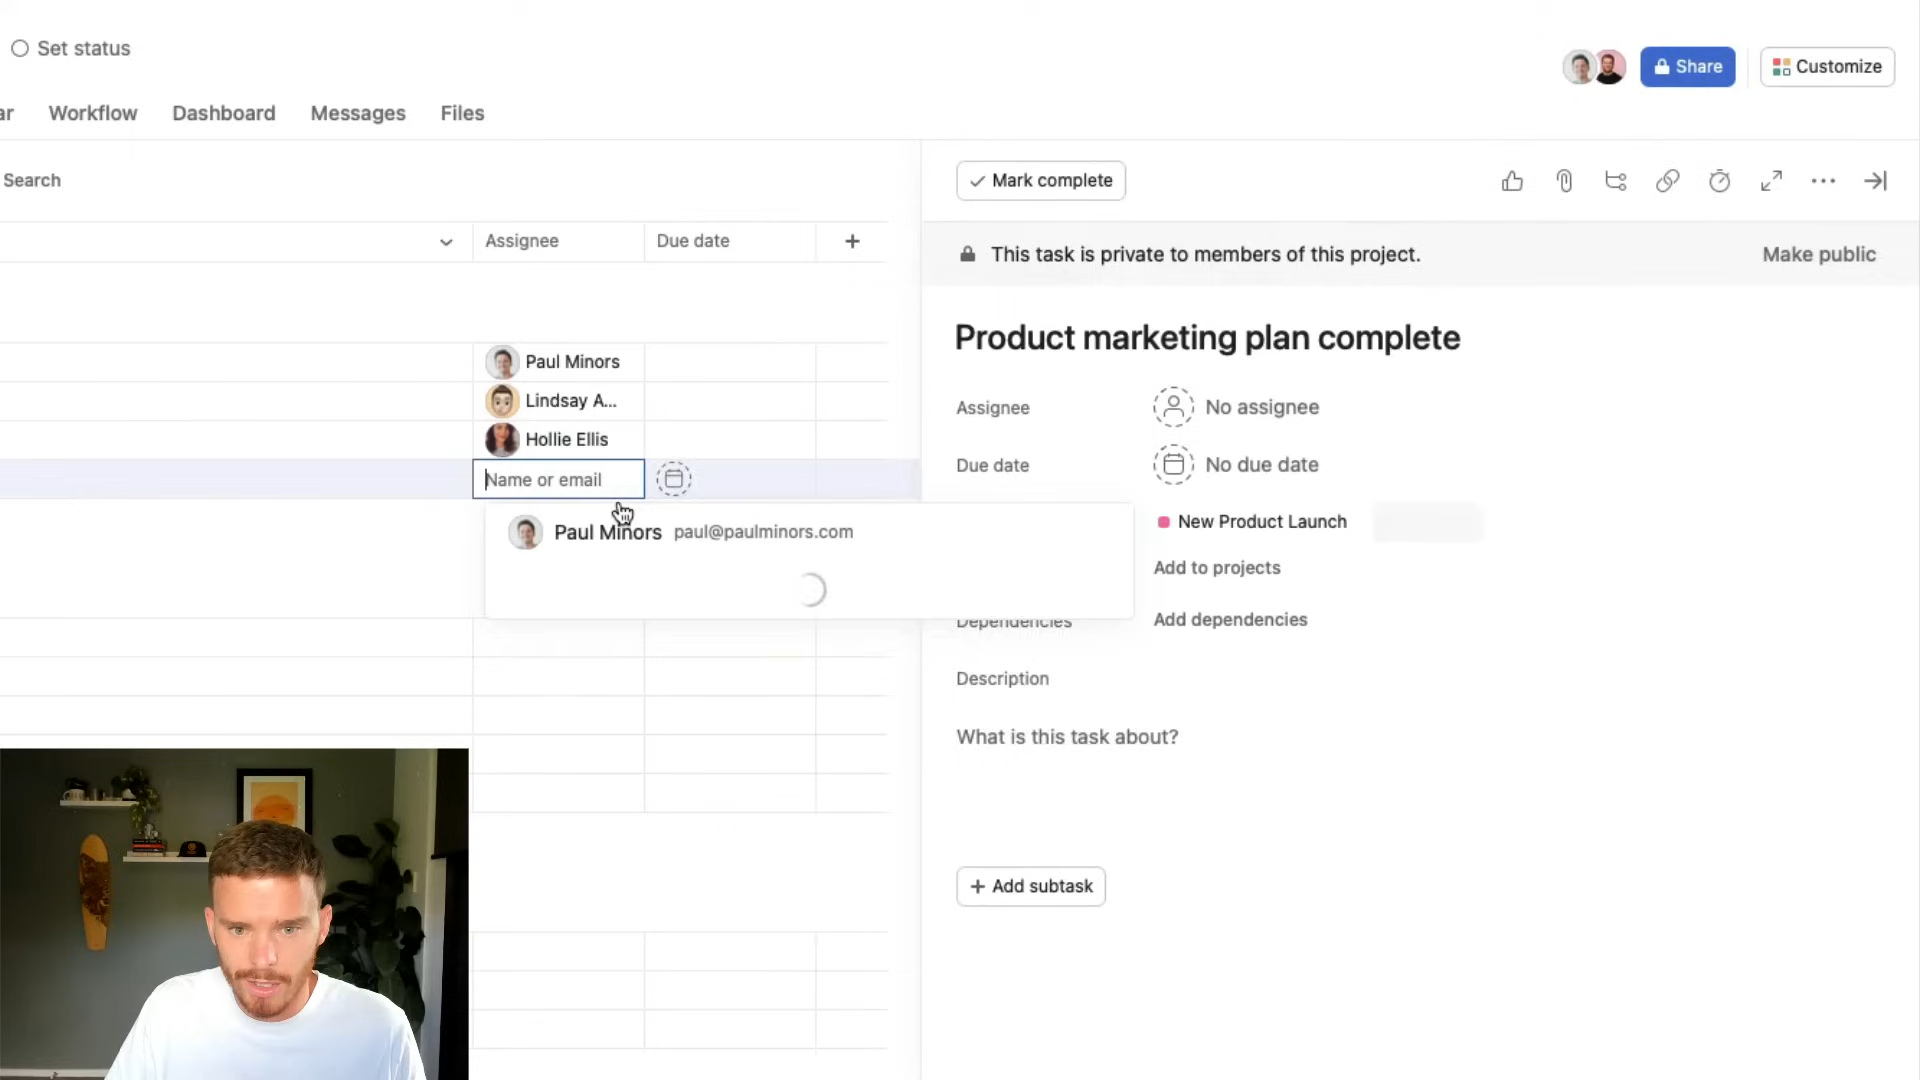 Set status
Share
Customize
ar
Workflow
Dashboard
Messages
Files
Search
Mark complete
Assignee
Due date
This task is private to members of this project.
Make public
Product marketing plan complete
Paul Minors
Lindsay A...
Hollie Ellis
Name or email
Assignee
No assignee
Due date
No due date
Paul Minors paul@paulminors.com
New Product Launch
Add to projects
Dependencies
Add dependencies
Description
What is this task about?
Add subtask